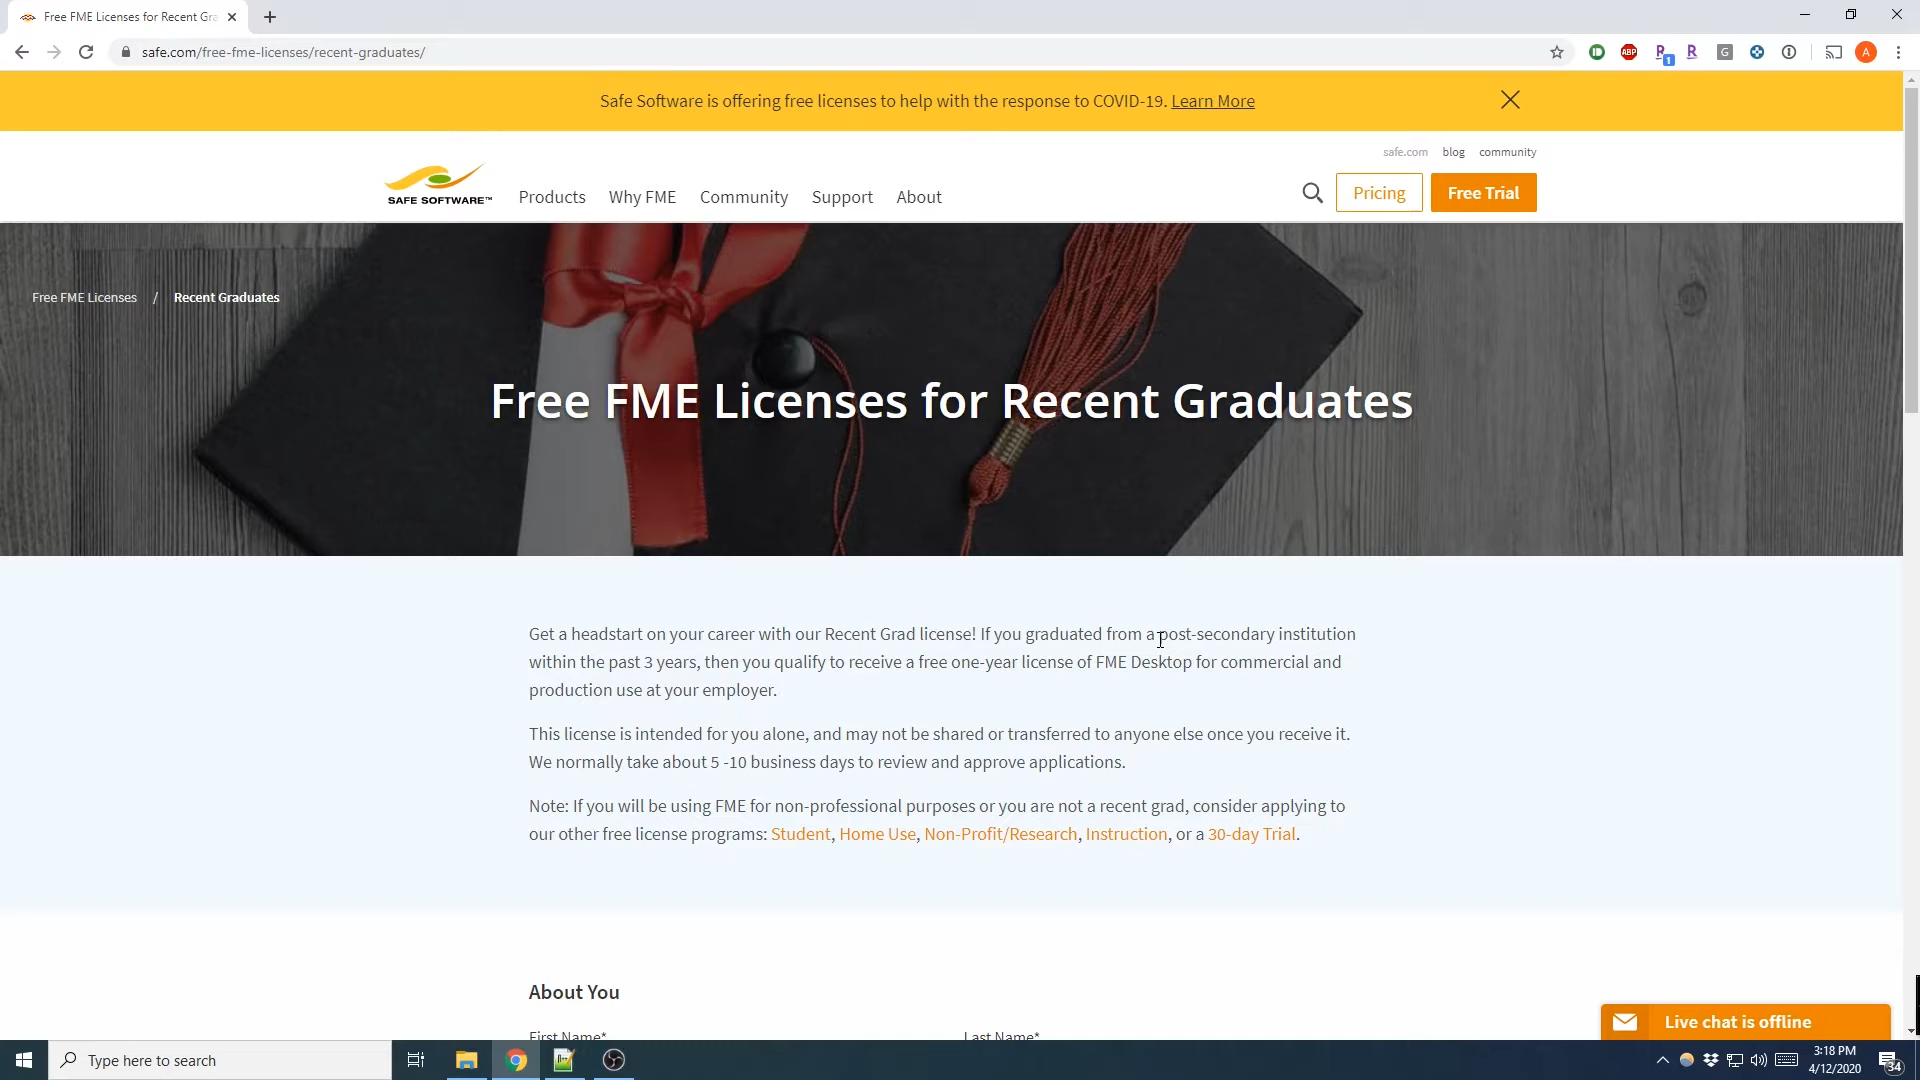 Free FME Licenses for Recent Gra
safe.com/free-fme-licenses/recent-graduates/
ABP
1
A
Safe Software is offering free licenses to help with the response to COVID-19. Learn More
safe.com blog community
SAFE SOFTWARE™
Products Why FME Community Support About
Pricing
Free Trial
Free FME Licenses / Recent Graduates
Free FME Licenses for Recent Graduates
Get a headstart on your career with our Recent Grad license! If you graduated from a post-secondary institution
within the past 3 years, then you qualify to receive a free one-year license of FME Desktop for commercial and
production use at your employer.
This license is intended for you alone, and may not be shared or transferred to anyone else once you receive it.
We normally take about 5 -10 business days to review and approve applications.
Note: If you will be using FME for non-professional purposes or you are not a recent grad, consider applying to
our other free license programs: Student, Home Use, Non-Profit/Research, Instruction, or a 30-day Trial.
About You
First Name* Last Name*
Live chat is offline
Type here to search
3:18 PM
4/12/2020
34